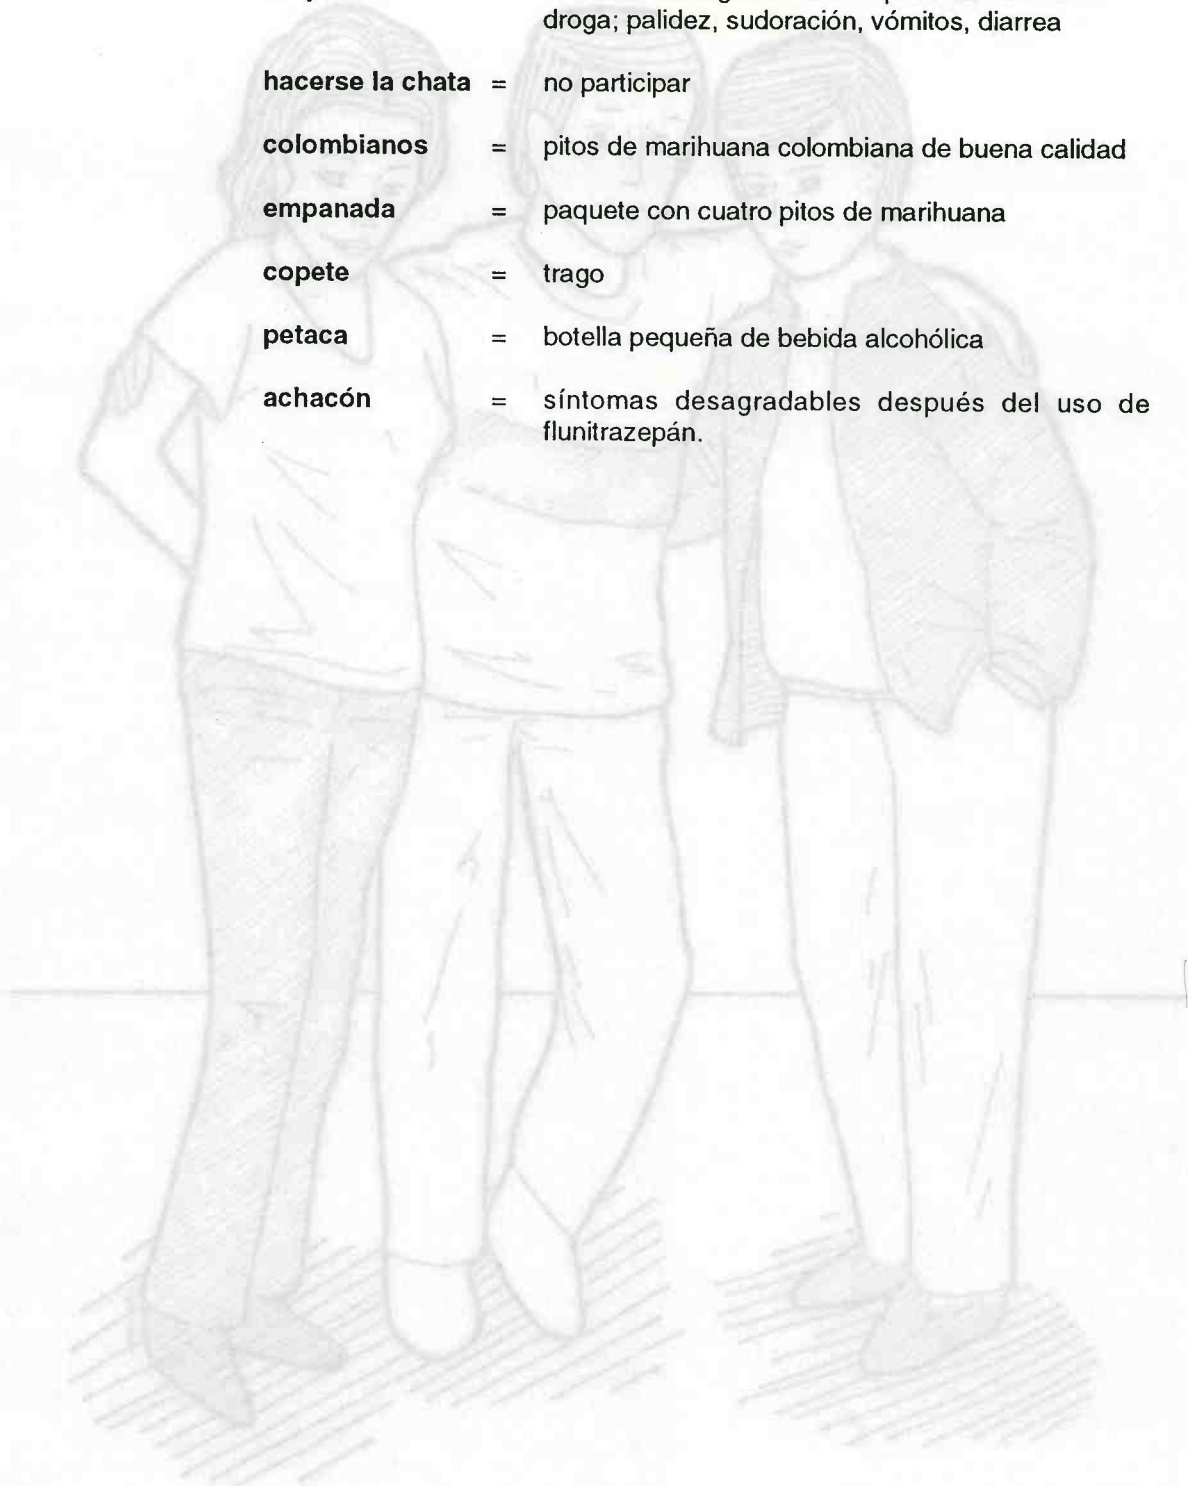 droga; palidez, sudoración, vómitos, diarrea
hacerse la chata = no participar
colombianos = pitos de marihuana colombiana de buena calidad
empanada = paquete con cuatro pitos de marihuana
copete = trago
petaca = botella pequeña de bebida alcohólica
achacón = síntomas desagradables después del uso de
flunitrazepán.